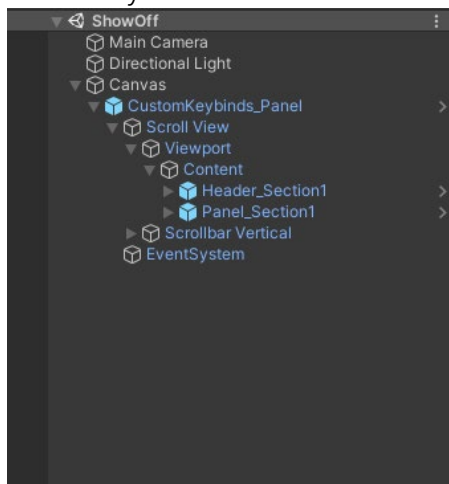 ShowOff
Main Camera
Directional Light
Canvas
CustomKeybinds_Panel
Scroll View
Viewport
Content
Header_Section1
Panel_Section1
Scrollbar Vertical
EventSystem